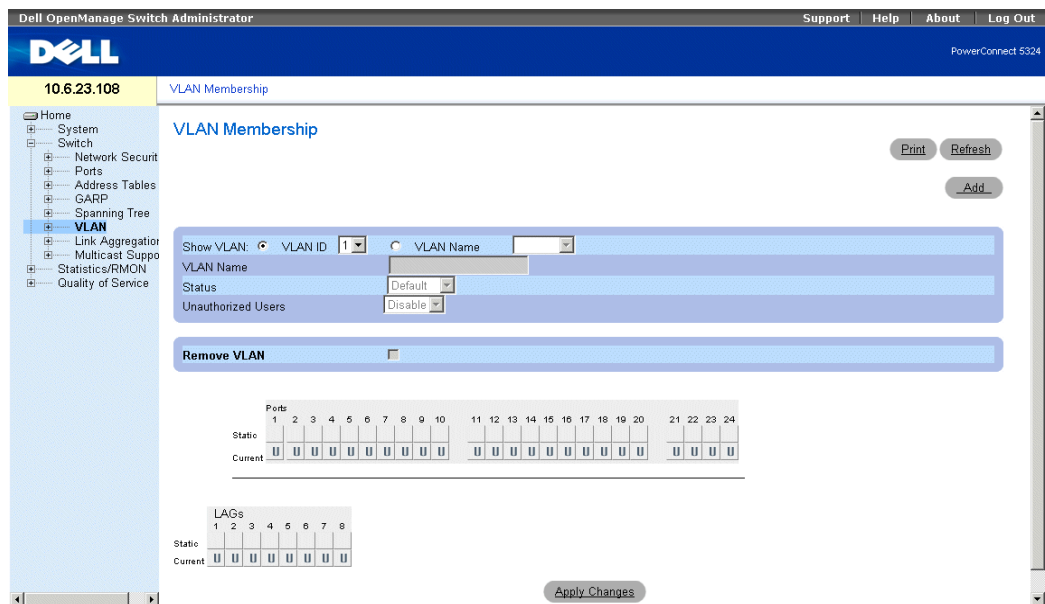 Dell OpenManage Switch Administrator Support Help About Log Out
DELL PowerConnect 5324
10.6.23.108 VLAN Membership
Home
System
Switch
Network Securit
Ports
Address Tables
GARP
Spanning Tree
VLAN
Link Aggregation
Multicast Suppo
Statistics/RMON
Quality of Service
VLAN Membership
Print Refresh
Add
Show VLAN: VLAN ID 1 VLAN Name
VLAN Name
Status Default
Unauthorized Users Disable
Remove VLAN
Ports
1 2 3 4 5 6 7 8 9 10 11 12 13 14 15 16 17 18 19 20 21 22 23 24
Static
Current U U U U U U U U U U U U U U U U U U U U U U U U
LAGs
1 2 3 4 5 6 7 8
Static
Current U U U U U U U U
Apply Changes